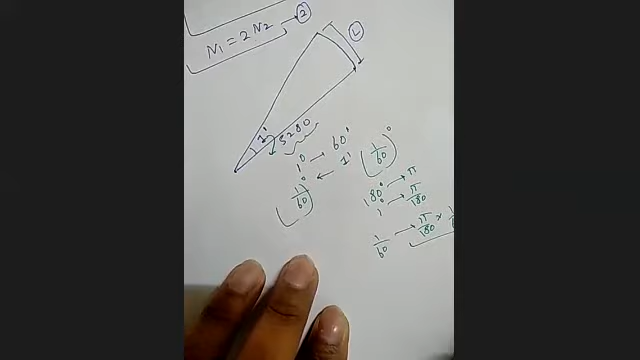 N1 = 2N2 → 2
L
1'
5280
1° → 60'
(1/60)° ← 1'
(1/60)°
180° → π
1° → π/180
1/60 → π/180 ×